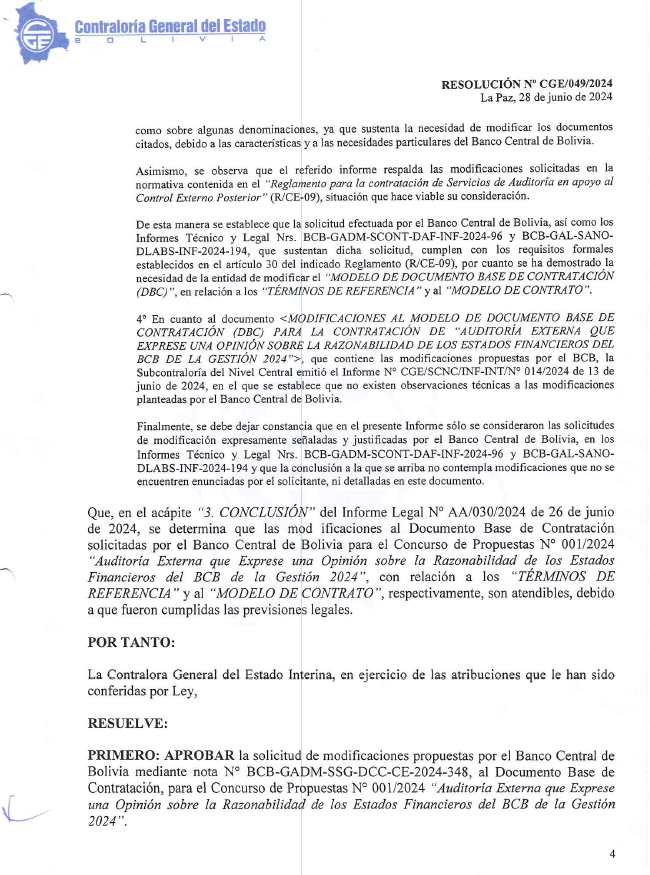 Contraloría General del Estado
B O L I V I A
RESOLUCIÓN Nº CGE/049/2024
La Paz, 28 de junio de 2024
como sobre algunas denominaciones, ya que sustenta la necesidad de modificar los documentos
citados, debido a las características y a las necesidades particulares del Banco Central de Bolivia.
Asimismo, se observa que el referido informe respalda las modificaciones solicitadas en la
normativa contenida en el "Reglamento para la contratación de Servicios de Auditoría en apoyo al
Control Externo Posterior" (R/CE-09), situación que hace viable su consideración.
De esta manera se establece que la solicitud efectuada por el Banco Central de Bolivia, así como los
Informes Técnico y Legal Nrs. BCB-GADM-SCONT-DAF-INF-2024-96 y BCB-GAL-SANO-
DLABS-INF-2024-194, que sustentan dicha solicitud, cumplen con los requisitos formales
establecidos en el artículo 30 del indicado Reglamento (R/CE-09), por cuanto se ha demostrado la
necesidad de la entidad de modificar el "MODELO DE DOCUMENTO BASE DE CONTRATACIÓN
(DBC)", en relación a los "TÉRMINOS DE REFERENCIA" y al "MODELO DE CONTRATO".
4º En cuanto al documento <MODIFICACIONES AL MODELO DE DOCUMENTO BASE DE
CONTRATACIÓN (DBC) PARA LA CONTRATACIÓN DE "AUDITORÍA EXTERNA QUE
EXPRESE UNA OPINIÓN SOBRE LA RAZONABILIDAD DE LOS ESTADOS FINANCIEROS DEL
BCB DE LA GESTIÓN 2024">, que contiene las modificaciones propuestas por el BCB, la
Subcontraloría del Nivel Central emitió el Informe N° CGE/SCNC/INF-INT/N° 014/2024 de 13 de
junio de 2024, en el que se establece que no existen observaciones técnicas a las modificaciones
planteadas por el Banco Central de Bolivia.
Finalmente, se debe dejar constancia que en el presente Informe sólo se consideraron las solicitudes
de modificación expresamente señaladas y justificadas por el Banco Central de Bolivia, en los
Informes Técnico y Legal Nrs. BCB-GADM-SCONT-DAF-INF-2024-96 y BCB-GAL-SANO-
DLABS-INF-2024-194 y que la conclusión a la que se arriba no contempla modificaciones que no se
encuentren enunciadas por el solicitante, ni detalladas en este documento.
Que, en el acápite "3. CONCLUSIÓN" del Informe Legal N° AA/030/2024 de 26 de junio
de 2024, se determina que las mod ificaciones al Documento Base de Contratación
solicitadas por el Banco Central de Bolivia para el Concurso de Propuestas N° 001/2024
"Auditoría Externa que Exprese una Opinión sobre la Razonabilidad de los Estados
Financieros del BCB de la Gestión 2024", con relación a los "TÉRMINOS DE
REFERENCIA" y al "MODELO DE CONTRATO", respectivamente, son atendibles, debido
a que fueron cumplidas las previsiones legales.
POR TANTO:
La Contralora General del Estado Interina, en ejercicio de las atribuciones que le han sido
conferidas por Ley,
RESUELVE:
PRIMERO: APROBAR la solicitud de modificaciones propuestas por el Banco Central de
Bolivia mediante nota N° BCB-GADM-SSG-DCC-CE-2024-348, al Documento Base de
Contratación, para el Concurso de Propuestas N° 001/2024 "Auditoría Externa que Exprese
una Opinión sobre la Razonabilidad de los Estados Financieros del BCB de la Gestión
2024".
4